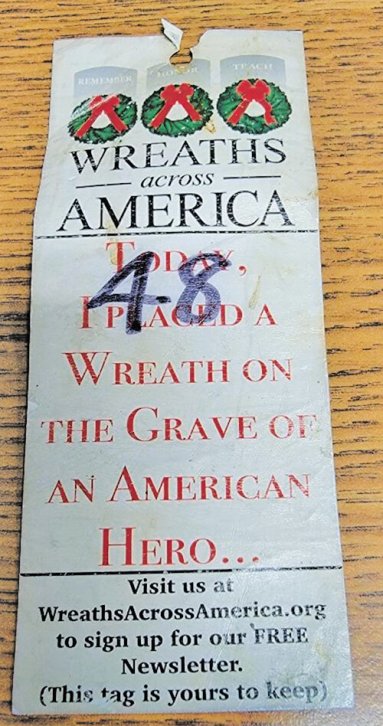 REMEMBER HONOR TEACH
WREATHS
across
AMERICA
TODAY,
48
I PLACED A
WREATH ON
THE GRAVE OF
AN AMERICAN
HERO...
Visit us at
WreathsAcrossAmerica.org
to sign up for our FREE
Newsletter.
(This tag is yours to keep)